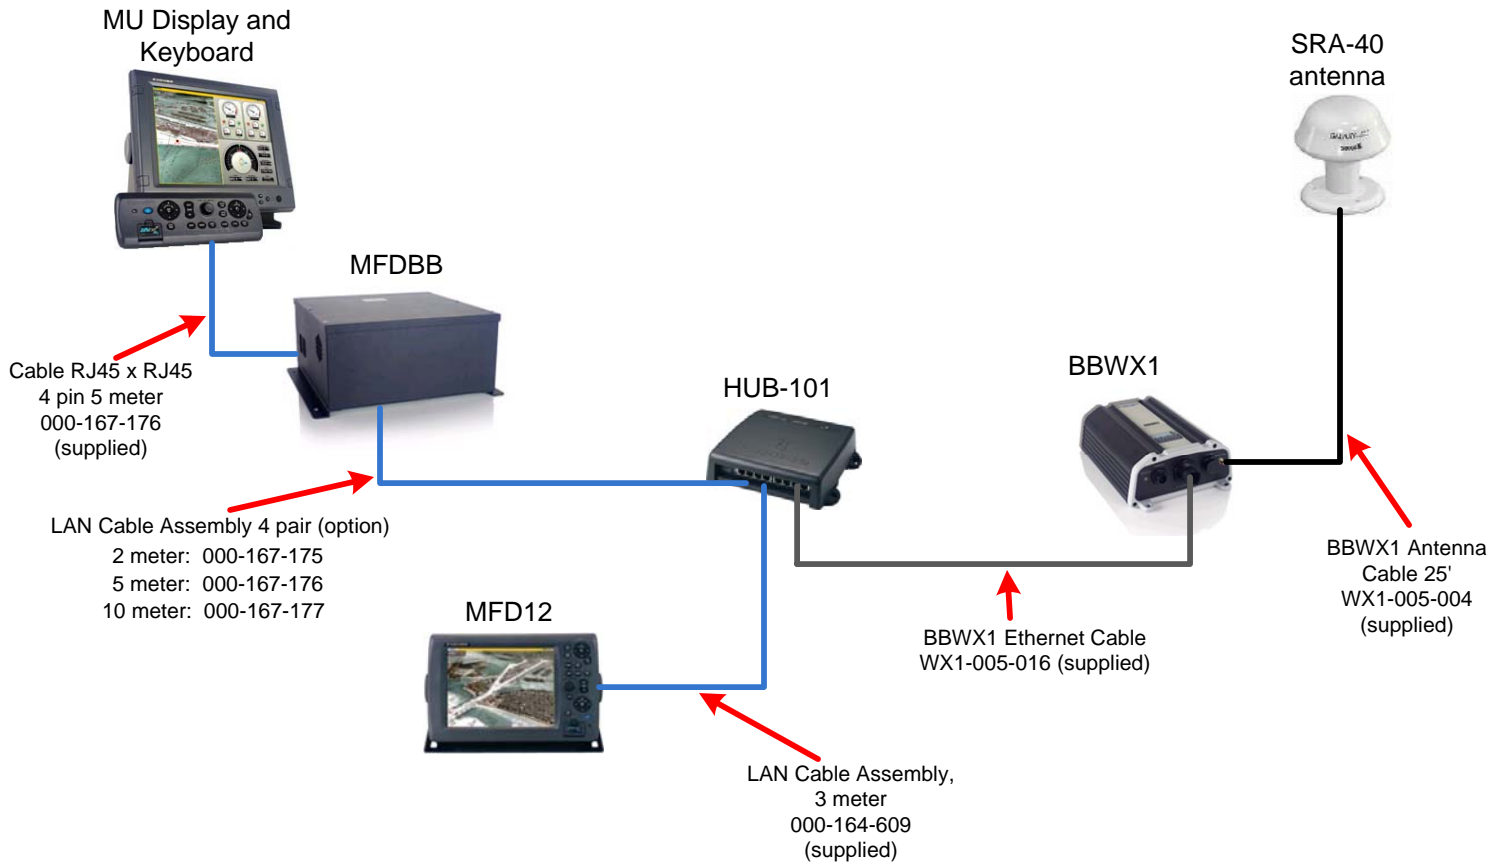 MU Display and
Keyboard
SRA-40
antenna
MFDBB
Cable RJ45 x RJ45
4 pin 5 meter
000-167-176
(supplied)
HUB-101
BBWX1
LAN Cable Assembly 4 pair (option)
2 meter: 000-167-175
5 meter: 000-167-176
10 meter: 000-167-177
BBWX1 Antenna
Cable 25'
WX1-005-004
(supplied)
MFD12
BBWX1 Ethernet Cable
WX1-005-016 (supplied)
LAN Cable Assembly,
3 meter
000-164-609
(supplied)